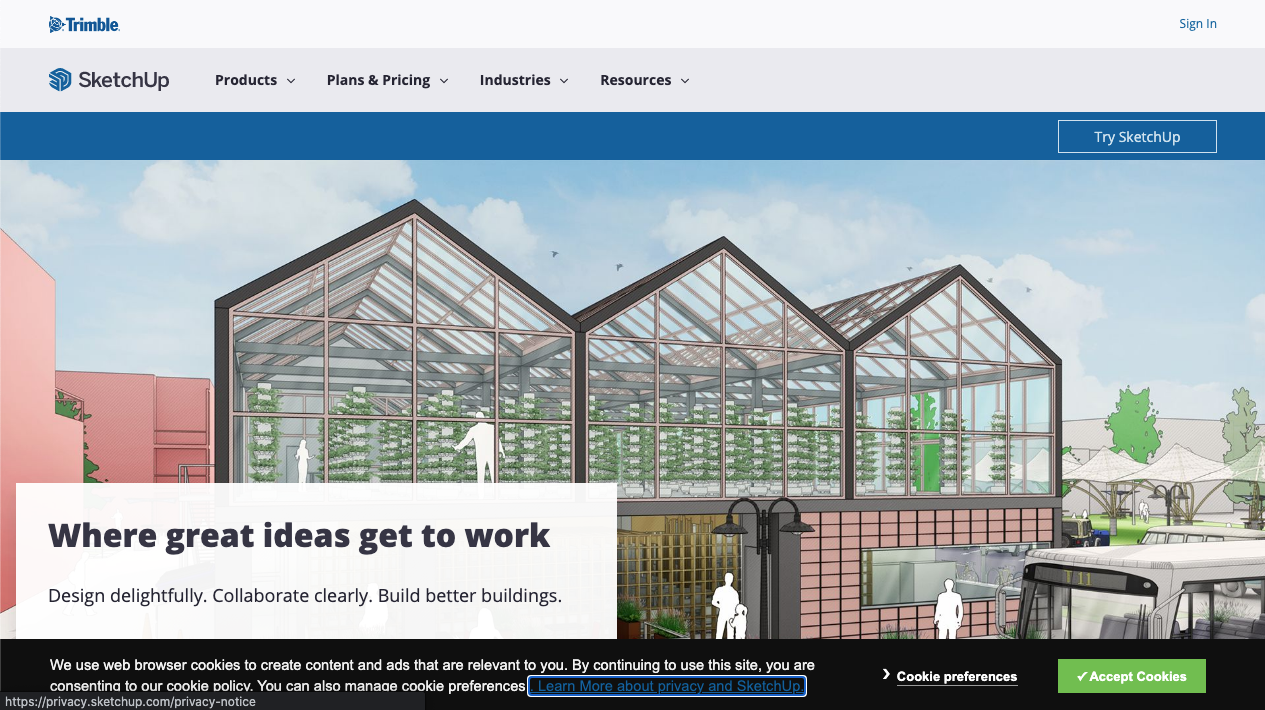 Trimble
Sign In
SketchUp
Products
Plans & Pricing
Industries
Resources
Try SketchUp
11
Where great ideas get to work
Design delightfully. Collaborate clearly. Build better buildings.
We use web browser cookies to create content and ads that are relevant to you. By continuing to use this site, you are
consenting to our cookie policy. You can also manage cookie preferences . Learn More about privacy and SketchUp.
Cookie preferences
✔Accept Cookies
https://privacy.sketchup.com/privacy-notice